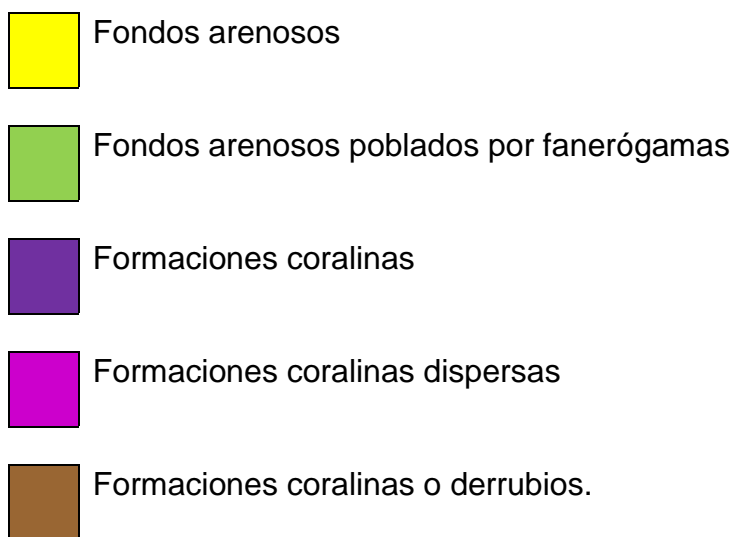 Fondos arenosos
Fondos arenosos poblados por fanerógamas
Formaciones coralinas
Formaciones coralinas dispersas
Formaciones coralinas o derrubios.